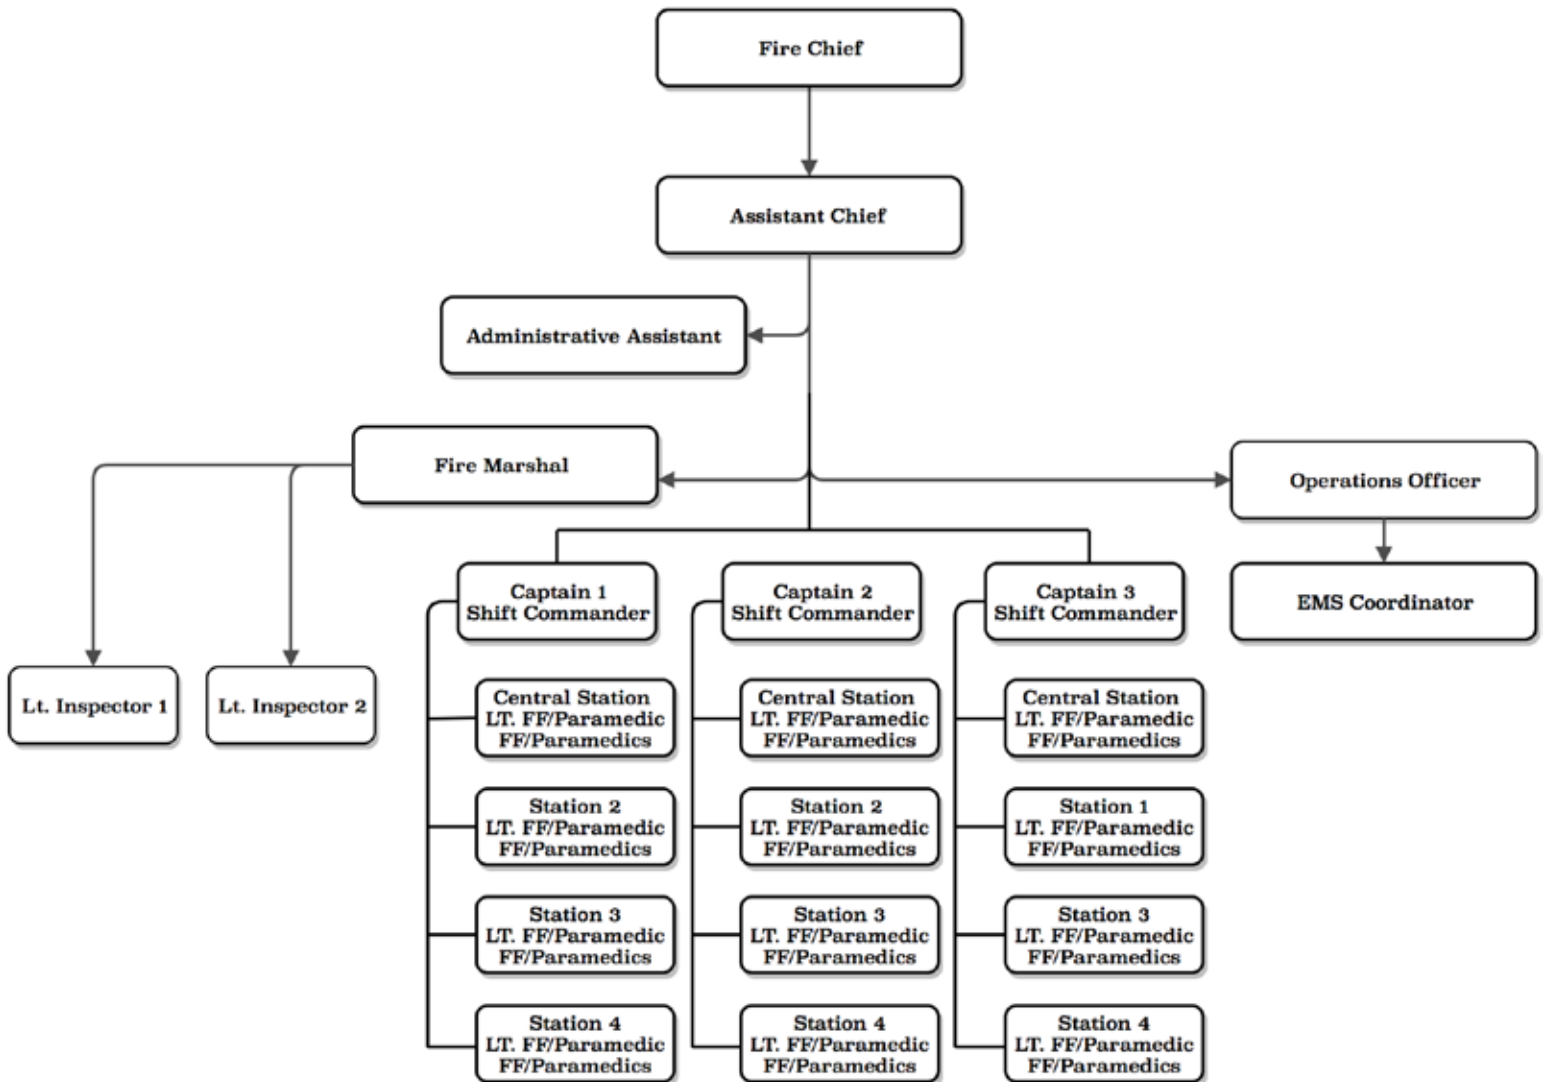 Fire Chief
Assistant Chief
Administrative Assistant
Fire Marshal
Operations Officer
Captain 1
Shift Commander
Captain 2
Shift Commander
Captain 3
Shift Commander
EMS Coordinator
Lt. Inspector 1
Lt. Inspector 2
Central Station
LT. FF/Paramedic
FF/Paramedics
Central Station
LT. FF/Paramedic
FF/Paramedics
Central Station
LT. FF/Paramedic
FF/Paramedics
Station 2
LT. FF/Paramedic
FF/Paramedics
Station 2
LT. FF/Paramedic
FF/Paramedics
Station 1
LT. FF/Paramedic
FF/Paramedics
Station 3
LT. FF/Paramedic
FF/Paramedics
Station 3
LT. FF/Paramedic
FF/Paramedics
Station 3
LT. FF/Paramedic
FF/Paramedics
Station 4
LT. FF/Paramedic
FF/Paramedics
Station 4
LT. FF/Paramedic
FF/Paramedics
Station 4
LT. FF/Paramedic
FF/Paramedics